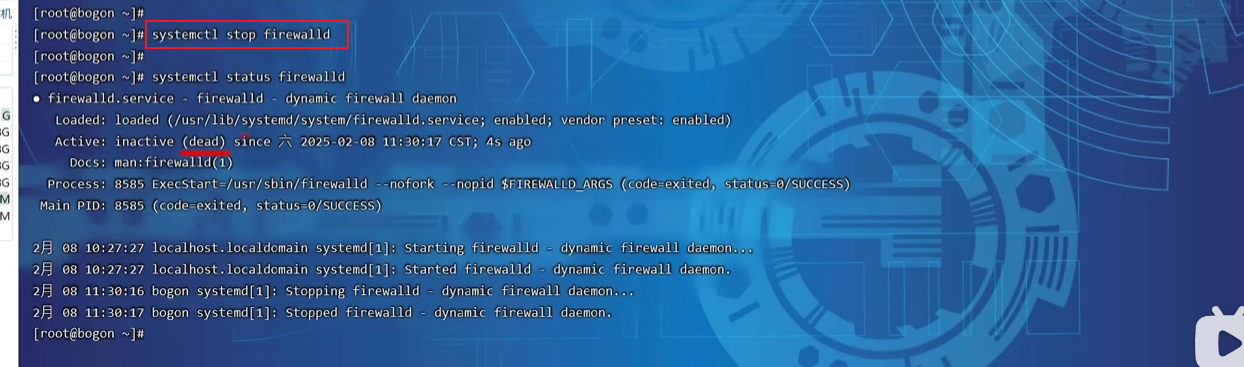 机
[root@bogon ~]#
[root@bogon ~]# systemctl stop firewalld
[root@bogon ~]#
[root@bogon ~]# systemctl status firewalld
● firewalld.service - firewalld - dynamic firewall daemon
Loaded: loaded (/usr/lib/systemd/system/firewalld.service; enabled; vendor preset: enabled)
Active: inactive (dead) since 六 2025-02-08 11:30:17 CST; 4s ago
Docs: man:firewalld(1)
Process: 8585 ExecStart=/usr/sbin/firewalld --nofork --nopid $FIREWALLD_ARGS (code=exited, status=0/SUCCESS)
Main PID: 8585 (code=exited, status=0/SUCCESS)
2月 08 10:27:27 localhost.localdomain systemd[1]: Starting firewalld - dynamic firewall daemon...
2月 08 10:27:27 localhost.localdomain systemd[1]: Started firewalld - dynamic firewall daemon.
2月 08 11:30:16 bogon systemd[1]: Stopping firewalld - dynamic firewall daemon...
2月 08 11:30:17 bogon systemd[1]: Stopped firewalld - dynamic firewall daemon.
[root@bogon ~]#